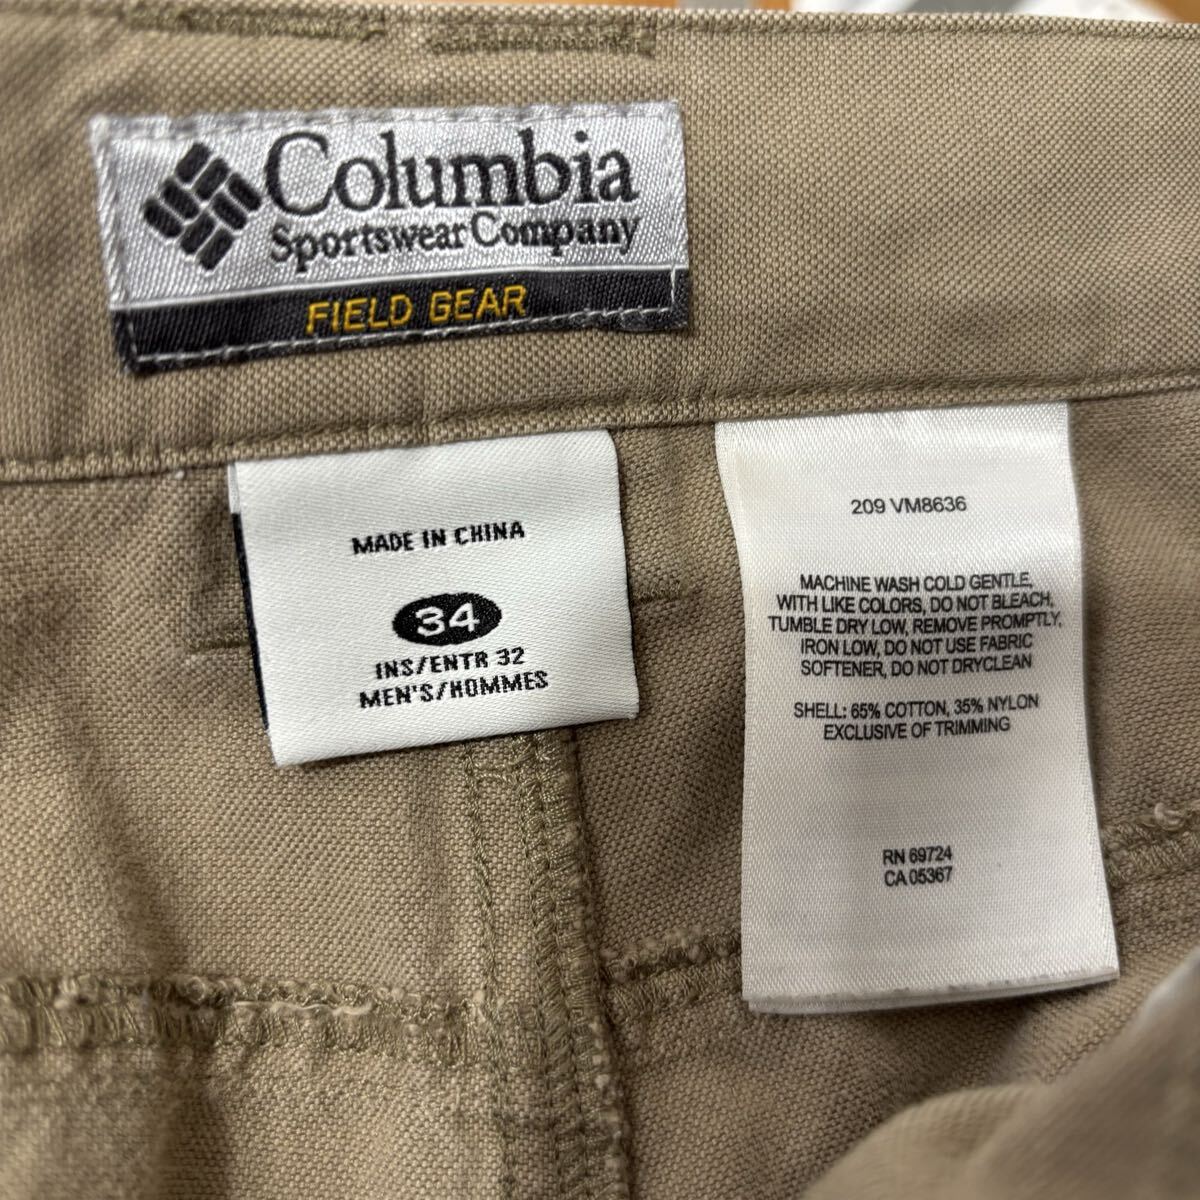 Columbia
Sportswear Company
FIELD GEAR
MADE IN CHINA
34
INS/ENTR 32
MEN'S/HOMMES
209 VM8636
MACHINE WASH COLD GENTLE,
WITH LIKE COLORS, DO NOT BLEACH,
TUMBLE DRY LOW, REMOVE PROMPTLY,
IRON LOW, DO NOT USE FABRIC
SOFTENER, DO NOT DRYCLEAN
SHELL: 65% COTTON, 35% NYLON
EXCLUSIVE OF TRIMMING
RN 69724
CA 05367